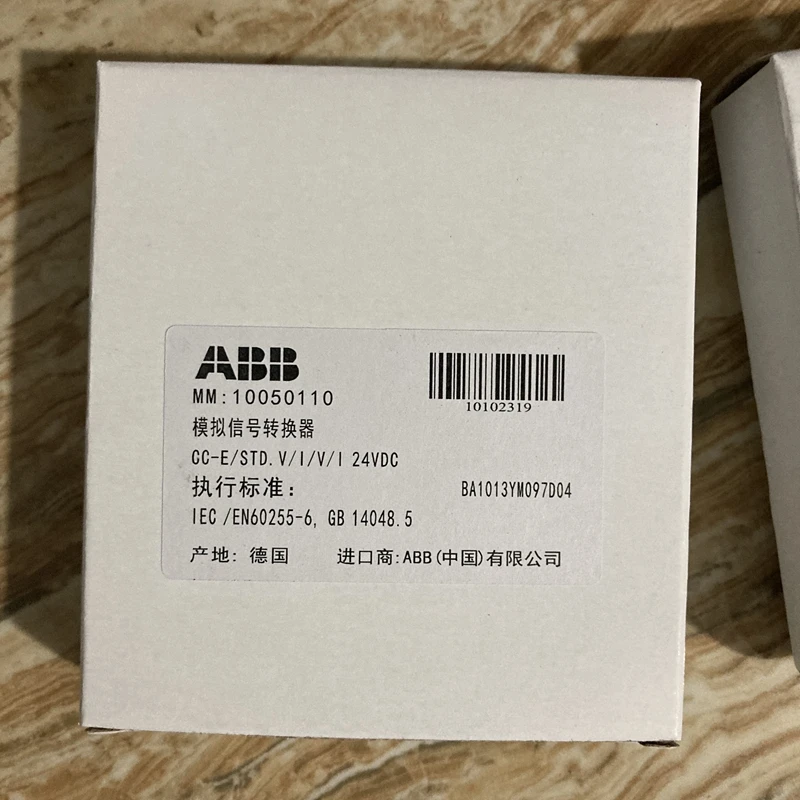 ABB
MM:10050110
10102319
模拟信号转换器
CC-E/STD.V/I/V/I 24VDC
执行标准: BA1013YM097D04
IEC /EN60255-6, GB 14048.5
产地: 德国 进口商:ABB(中国)有限公司